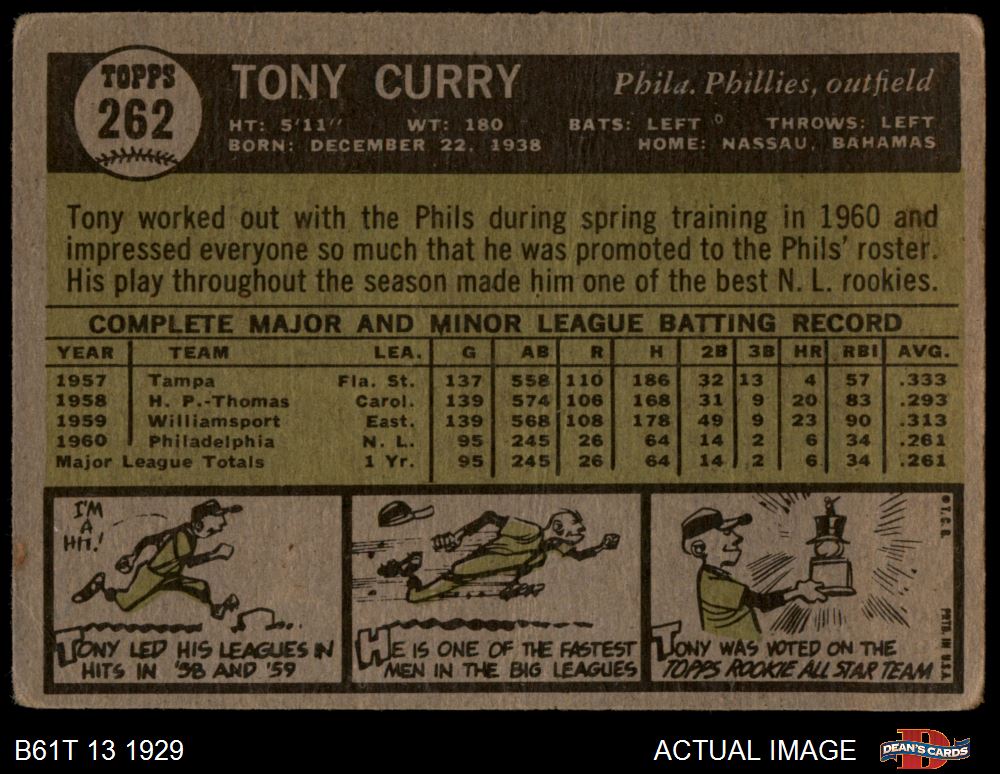 TOPPS
262
TONY CURRY
Phila. Phillies, outfield
HT: 5'11" WT: 180 BATS: LEFT THROWS: LEFT
BORN: DECEMBER 22, 1938 HOME: NASSAU, BAHAMAS
Tony worked out with the Phils during spring training in 1960 and
impressed everyone so much that he was promoted to the Phils' roster.
His play throughout the season made him one of the best N. L. rookies.
COMPLETE MAJOR AND MINOR LEAGUE BATTING RECORD
YEAR TEAM LEA. G AB R H 2B 3B HR RBI AVG.
1957 Tampa Fla. St. 137 558 110 186 32 13 4 57 .333
1958 H. P.-Thomas Carol. 139 574 106 168 31 9 20 83 .293
1959 Williamsport East. 139 568 108 178 49 9 23 90 .313
1960 Philadelphia N. L. 95 245 26 64 14 2 6 34 .261
Major League Totals 1 Yr. 95 245 26 64 14 2 6 34 .261
I'M
A
HIT!
TONY LED HIS LEAGUES IN
HITS IN '58 AND '59
HE IS ONE OF THE FASTEST
MEN IN THE BIG LEAGUES
TONY WAS VOTED ON THE
TOPPS ROOKIE ALL STAR TEAM
T.C.G. PRTD. IN U.S.A.
B61T 13 1929
ACTUAL IMAGE
DEAN'S CARDS